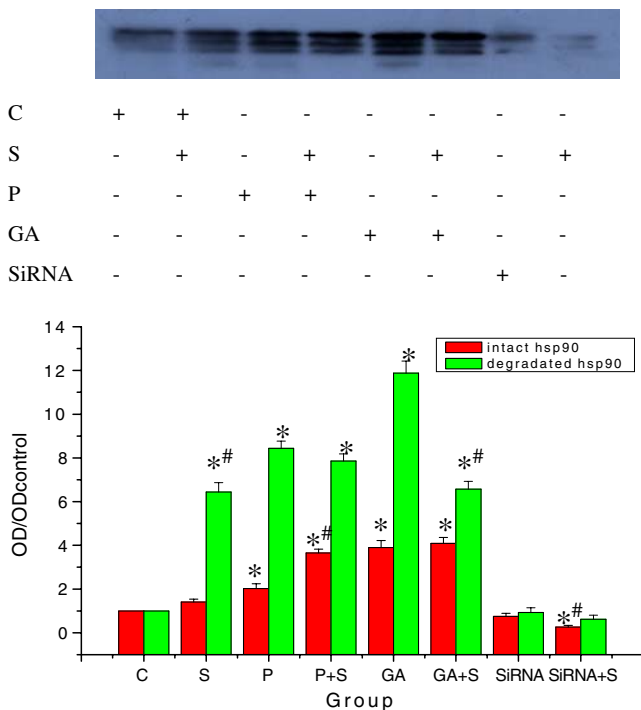 C + + - - - - - -
S - + - + - + - +
P - - + + - - - -
GA - - - - + + - -
SiRNA - - - - - - + -
14
12
10
8
6
4
2
0
OD/ODcontrol
intact hsp90
degradated hsp90
*# * * * *#
* *# * * *#
C S P P+S GA GA+S SiRNA SiRNA+S
Group